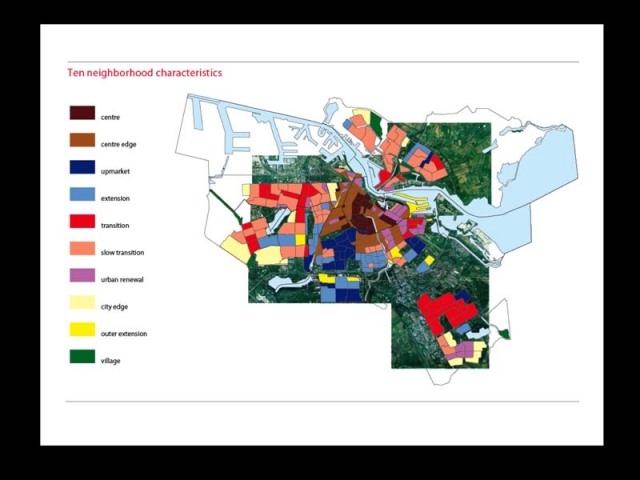 Ten neighborhood characteristics
centre
centre edge
upmarket
extension
transition
slow transition
urban renewal
city edge
outer extension
village